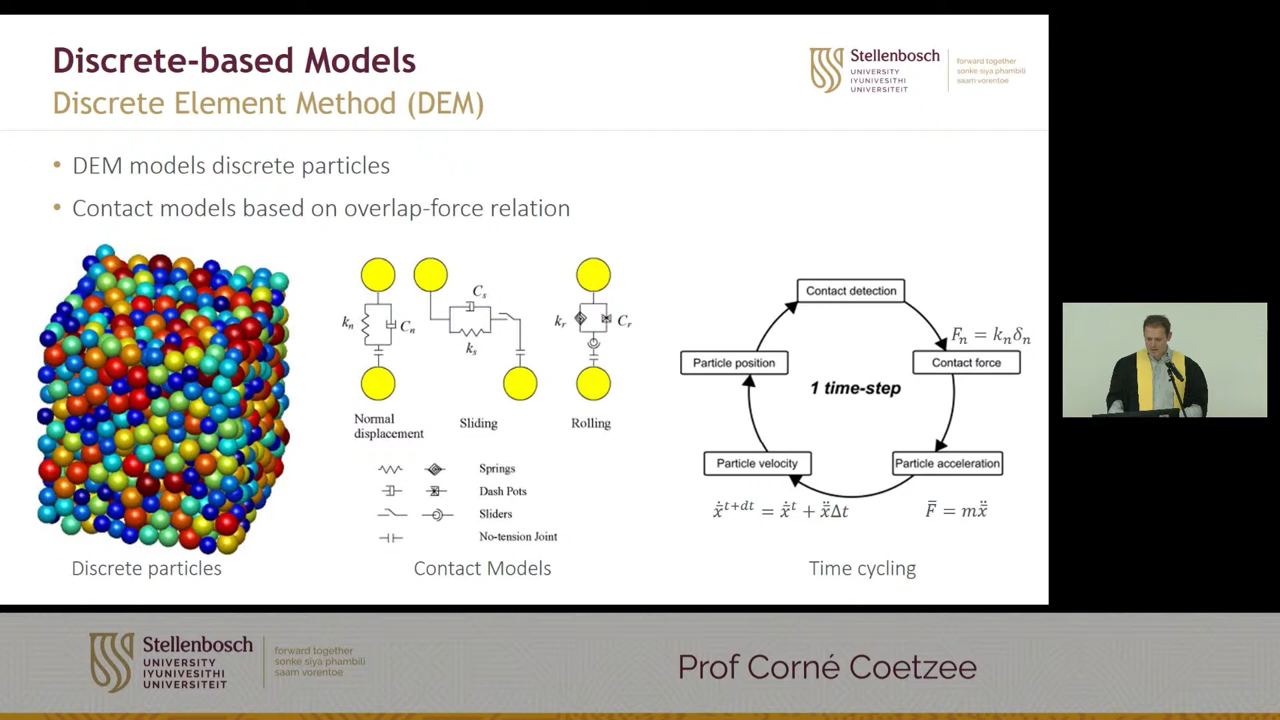 Discrete-based Models
Discrete Element Method (DEM)
Stellenbosch
UNIVERSITY
IYUNIVESITHI
UNIVERSITEIT
forward together
sonke siya phambili
saam vorentoe
• DEM models discrete particles
• Contact models based on overlap-force relation
kₙ
Cₙ
Cₛ
kₛ
kᵣ
Cᵣ
Normal
displacement
Sliding
Rolling
Springs
Dash Pots
Sliders
No-tension Joint
Contact detection
Fₙ = kₙδₙ
Particle position
Contact force
1 time-step
Particle velocity
Particle acceleration
ẋᵗ⁺ᵈᵗ = ẋᵗ + ẍΔt
F̅ = mẍ
Discrete particles
Contact Models
Time cycling
Stellenbosch
UNIVERSITY
IYUNIVESITHI
UNIVERSITEIT
forward together
sonke siya phambili
saam vorentoe
Prof Corné Coetzee